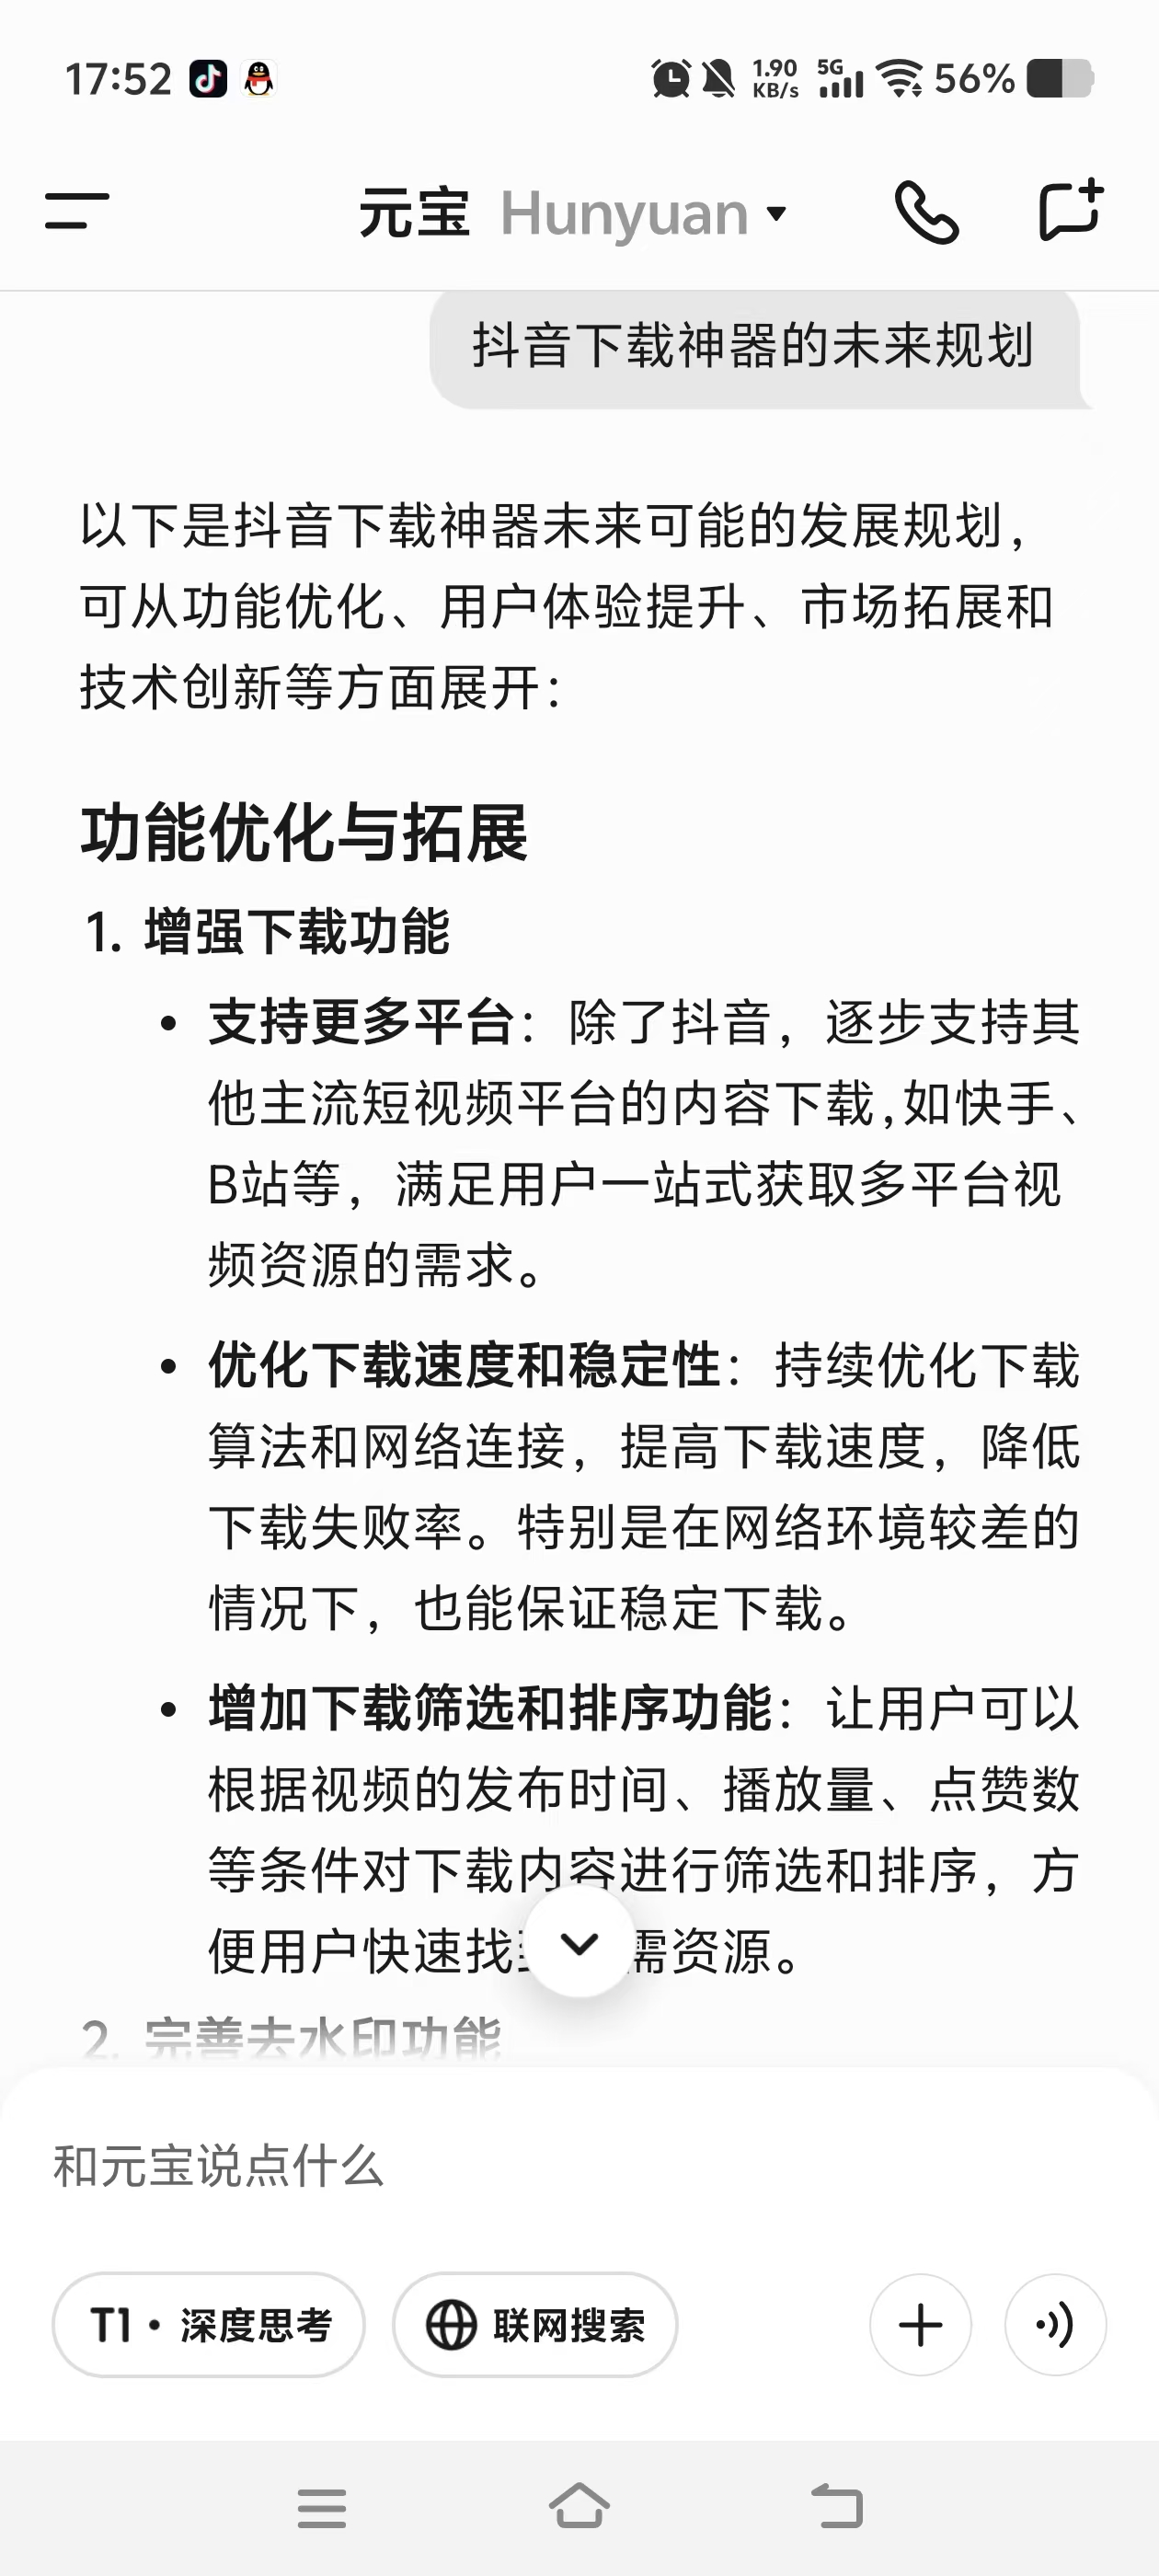 17:52
1.90 KB/s 5G 56%
元宝 Hunyuan
抖音下载神器的未来规划
以下是抖音下载神器未来可能的发展规划，
可从功能优化、用户体验提升、市场拓展和
技术创新等方面展开：
功能优化与拓展
1. 增强下载功能
• 支持更多平台：除了抖音，逐步支持其
他主流短视频平台的内容下载,如快手、
B站等，满足用户一站式获取多平台视
频资源的需求。
• 优化下载速度和稳定性：持续优化下载
算法和网络连接，提高下载速度，降低
下载失败率。特别是在网络环境较差的
情况下，也能保证稳定下载。
• 增加下载筛选和排序功能：让用户可以
根据视频的发布时间、播放量、点赞数
等条件对下载内容进行筛选和排序，方
便用户快速找需资源。
2. 完善去水印功能
和元宝说点什么
T1 • 深度思考
联网搜索